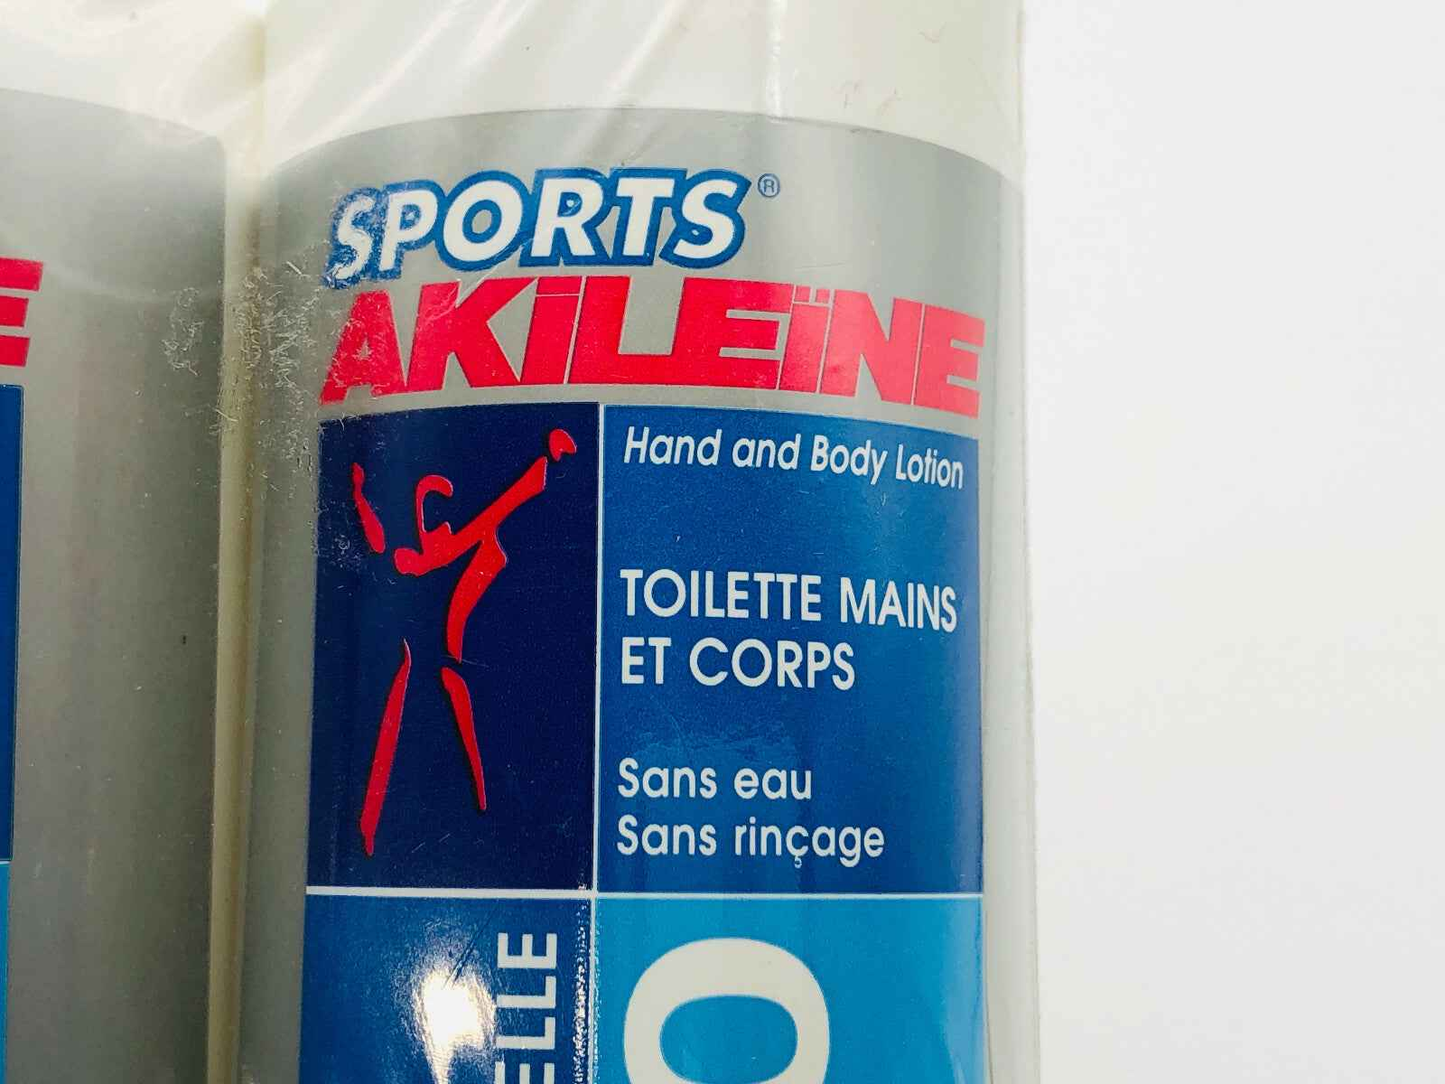 SPORTS®
AKILEÏNE
Hand and Body Lotion
TOILETTE MAINS
ET CORPS
Sans eau
Sans rinçage